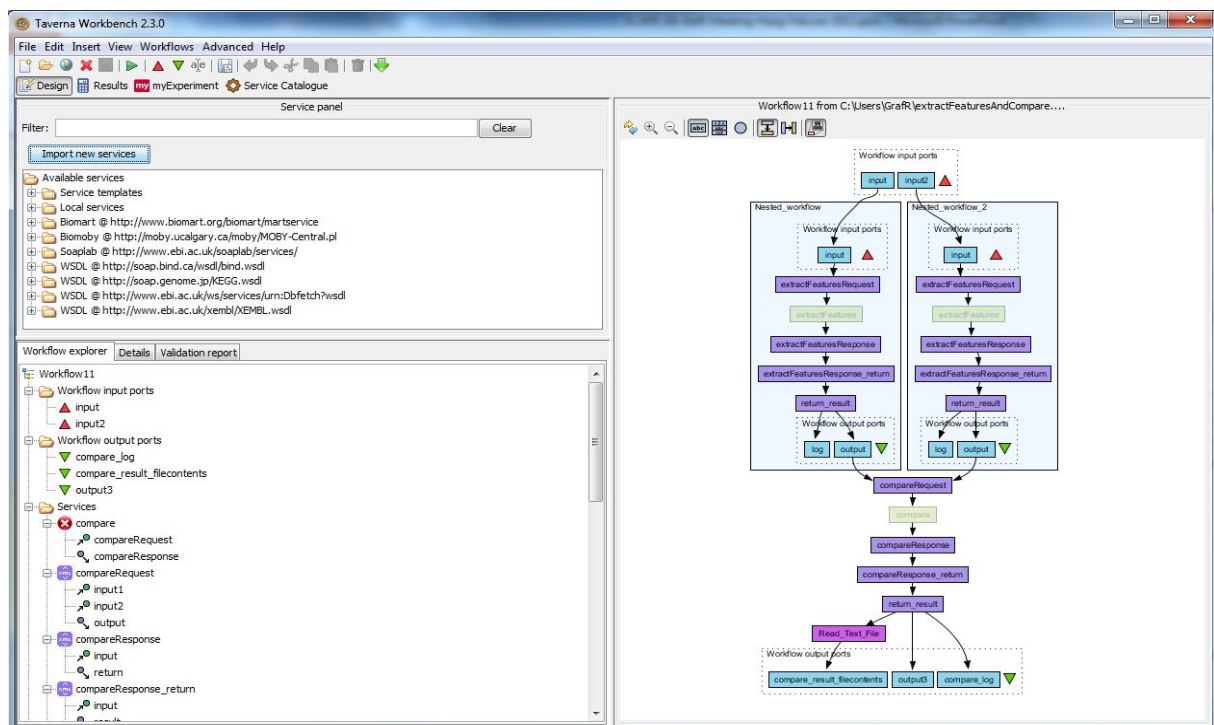 Taverna Workbench 2.3.0
File Edit Insert View Workflows Advanced Help
Design Results my myExperiment Service Catalogue
Service panel
Filter: Clear
Import new services
Available services
Service templates
Local services
Biomart @ http://www.biomart.org/biomart/martservice
Biomoby @ http://moby.ucalgary.ca/moby/MOBY-Central.pl
Soaplab @ http://www.ebi.ac.uk/soaplab/services/
WSDL @ http://soap.bind.ca/wsdl/bind.wsdl
WSDL @ http://soap.genome.jp/KEGG.wsdl
WSDL @ http://www.ebi.ac.uk/ws/services/urn:Dbfetch?wsdl
WSDL @ http://www.ebi.ac.uk/xembl/XEMBL.wsdl
Workflow explorer Details Validation report
Workflow11
Workflow input ports
input
input2
Workflow output ports
compare_log
compare_result_filecontents
output3
Services
compare
compareRequest
compareResponse
compareRequest
input1
input2
output
compareResponse
input
return
compareResponse_return
input
result
Workflow11 from C:\Users\GrafR\extractFeaturesAndCompare....
abc
Workflow input ports
input input2
Nested_workflow Nested_workflow_2
Workflow input ports Workflow input ports
input input
extractFeaturesRequest extractFeaturesRequest
extractFeatures extractFeatures
extractFeaturesResponse extractFeaturesResponse
extractFeaturesResponse_return extractFeaturesResponse_return
return_result return_result
Workflow output ports Workflow output ports
log output log output
compareRequest
compare
compareResponse
compareResponse_return
return_result
Read_Text_File
Workflow output ports
compare_result_filecontents output3 compare_log